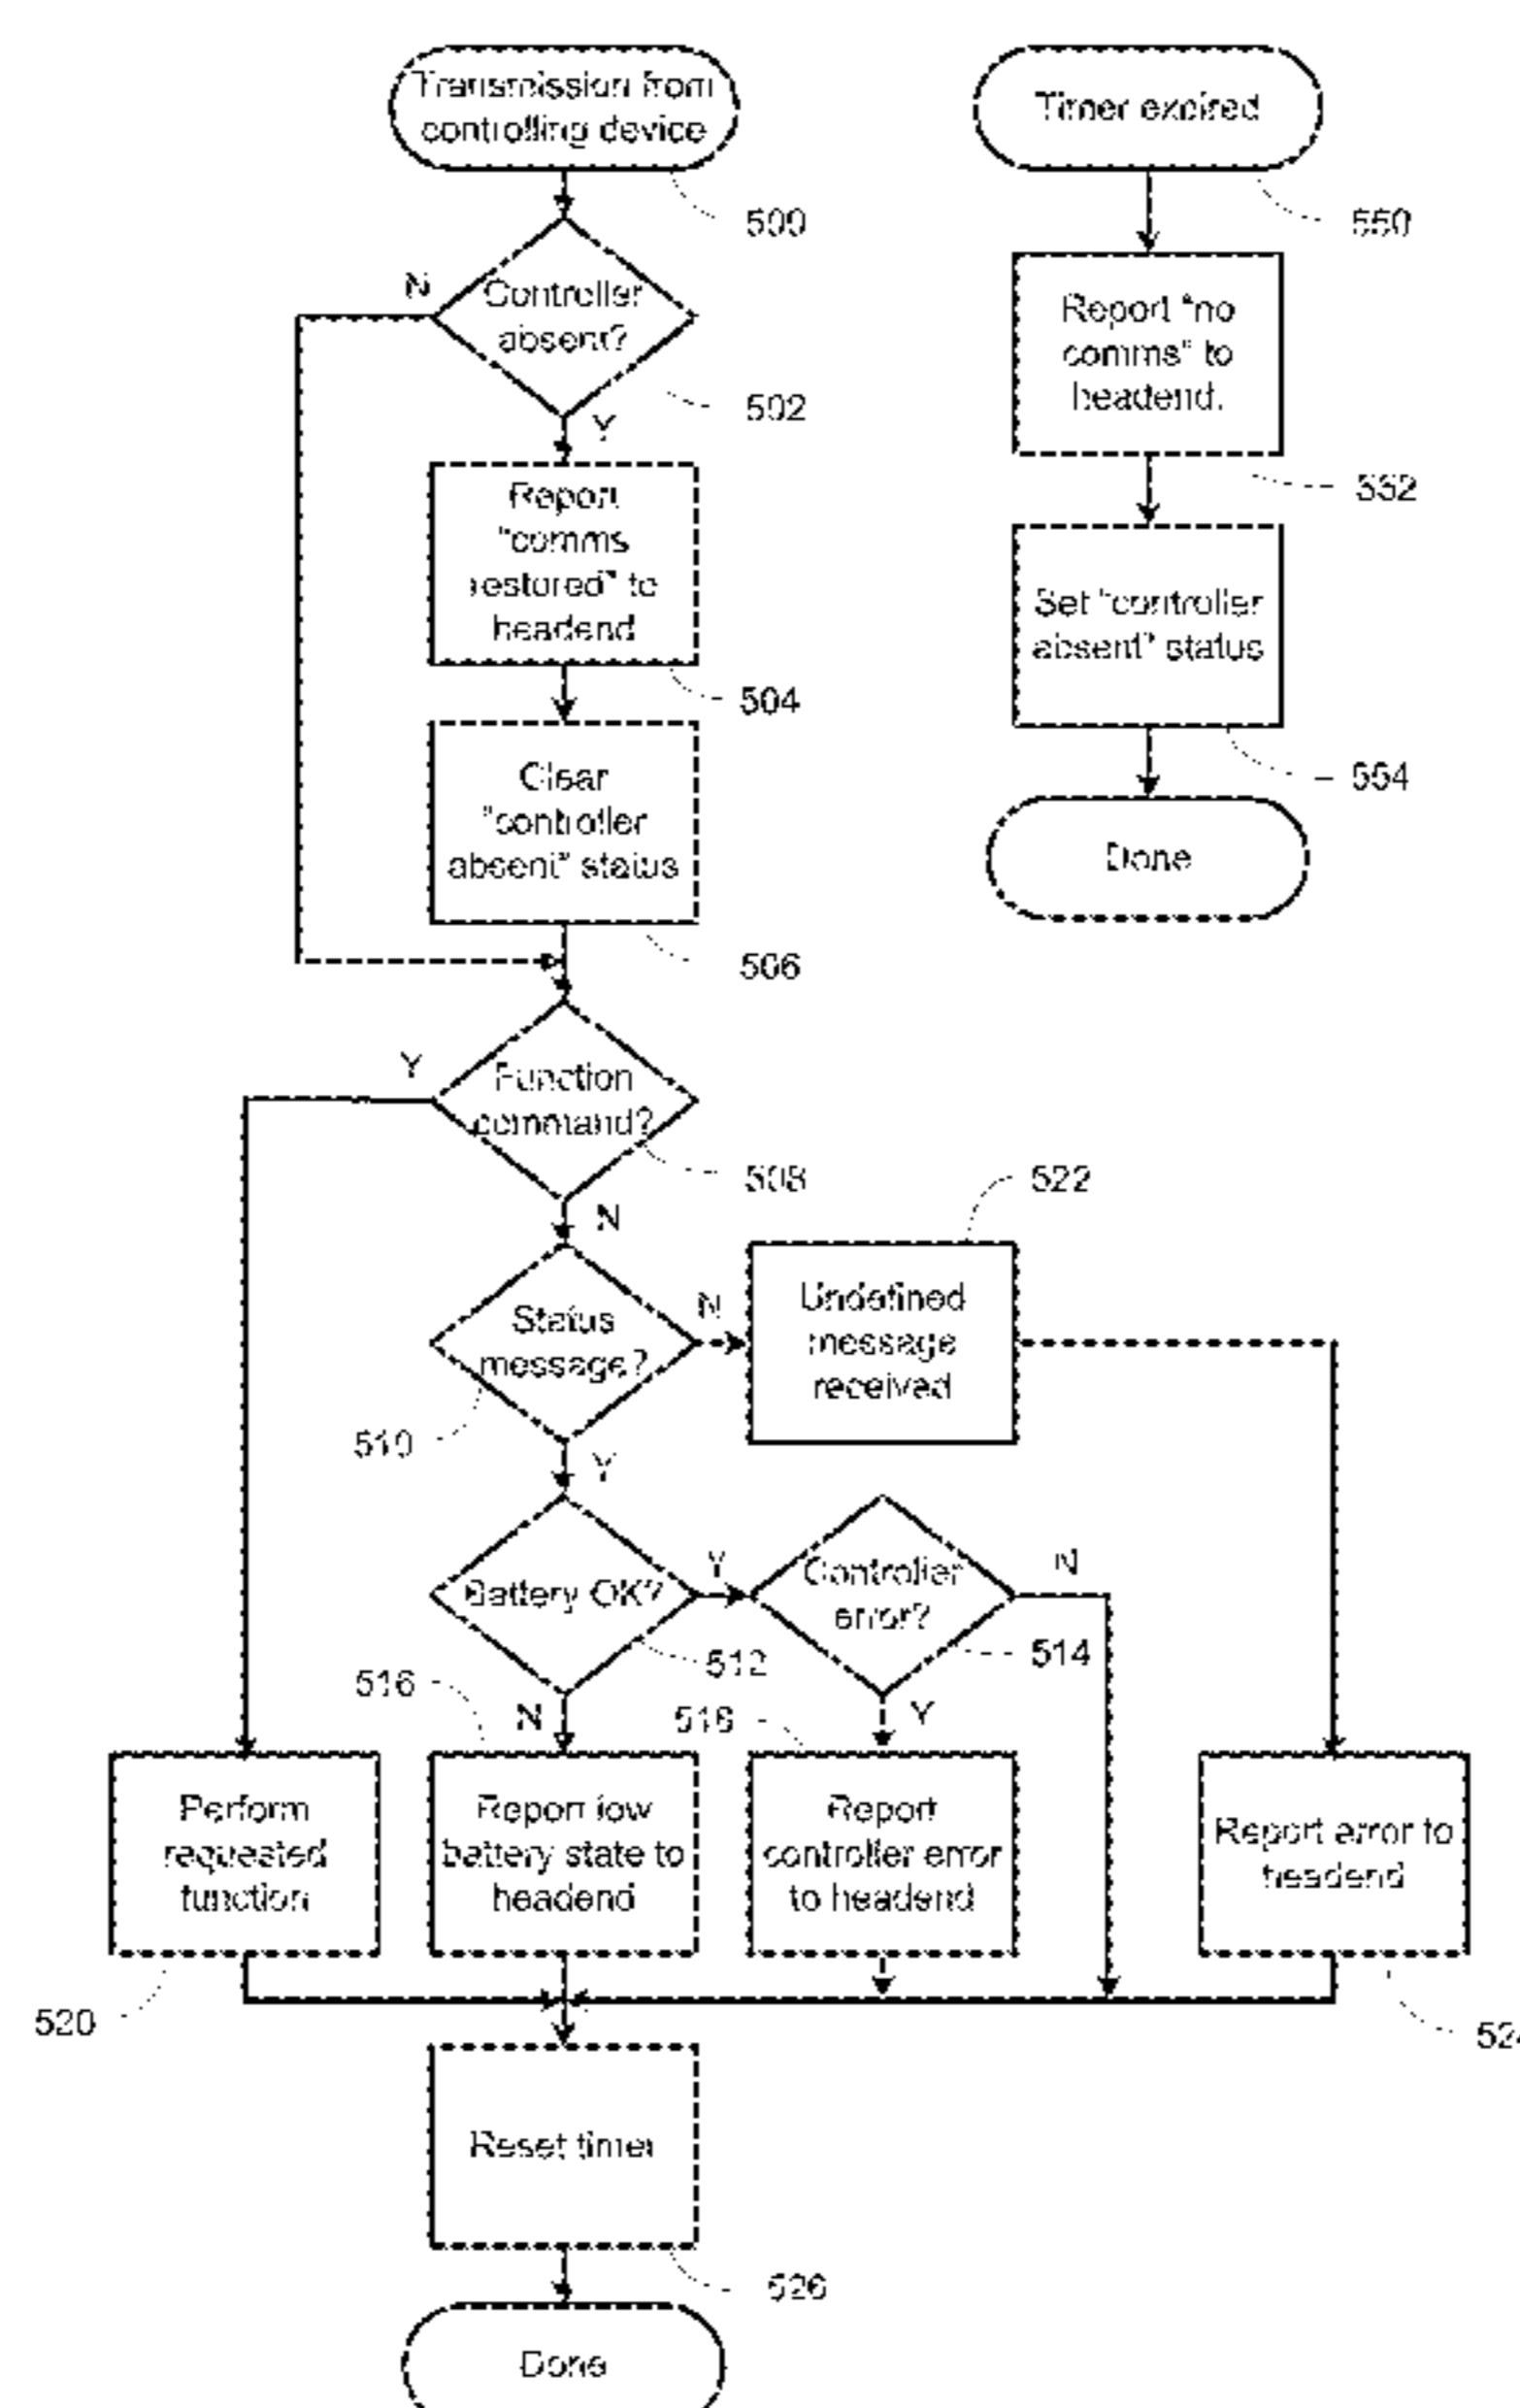 Transmission from
controlling device
500
Controller
absent?
N
502
Y
Report
"comms
restored" to
headend
504
Clear
"controller
absent" status
506
Function
command?
Y
508
N
Status
message?
N
510
Y
522
Undefined
message
received
Battery OK?
Y
512
N
Controller
error?
N
514
Y
516
518
Perform
requested
function
Report low
battery state to
headend
Report
controller error
to headend
Report error to
headend
520
Reset timer
526
Done
Timer expired
550
Report "no
comms" to
headend.
552
Set "controller
absent" status
554
Done